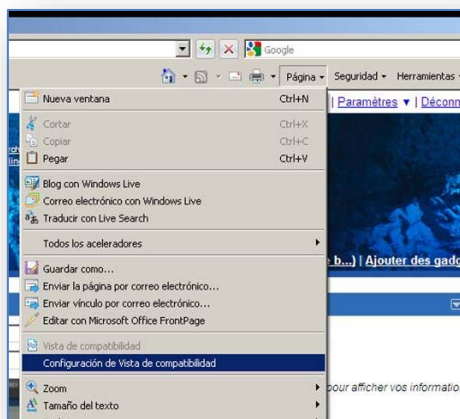 Google
Página Seguridad Herramientas
Nueva ventana Ctrl+N
| Paramètres ▼ | Déconn
Cortar Ctrl+X
Copiar Ctrl+C
Pegar Ctrl+V
Blog con Windows Live
Correo electrónico con Windows Live
Traducir con Live Search
Todos los aceleradores
b...) | Ajouter des gadg
Guardar como...
Enviar la página por correo electrónico...
Enviar vínculo por correo electrónico...
Editar con Microsoft Office FrontPage
Vista de compatibilidad
Configuración de Vista de compatibilidad
Zoom
pour afficher vos informatio
Tamaño del texto